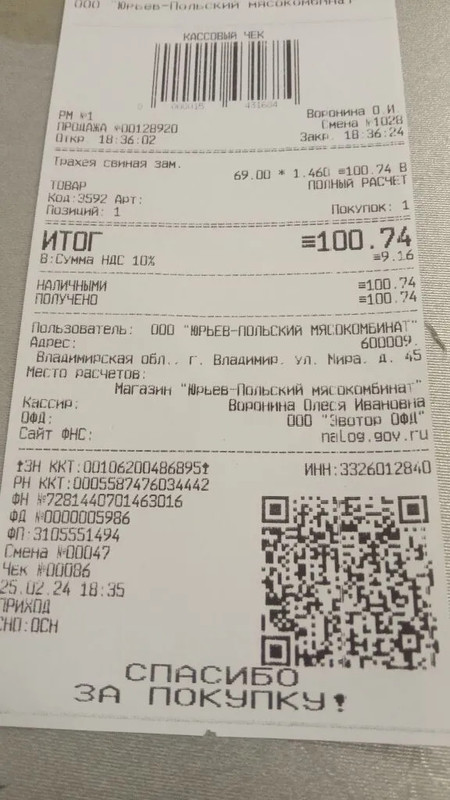 ООО "Юрьев-Польский мясокомбинат"
КАССОВЫЙ ЧЕК
0 000015 431604
РМ №1 Воронина О.И.
ПРОДАЖА №00128920 Смена №1028
Откр. 18:36:02 Закр. 18:36:24
Трахея свиная зам.
69.00 * 1.460 ≡100.74 В
ТОВАР ПОЛНЫЙ РАСЧЕТ
Код:3592 Арт:
Позиций: 1 Покупок: 1
ИТОГ ≡100.74
В:Сумма НДС 10% ≡9.16
НАЛИЧНЫМИ ≡100.74
ПОЛУЧЕНО ≡100.74
Пользователь: ООО "ЮРЬЕВ-ПОЛЬСКИЙ МЯСОКОМБИНАТ"
Адрес: 600009,
Владимирская обл., г. Владимир, ул. Мира, д. 45
Место расчетов:
Магазин "Юрьев-Польский мясокомбинат"
Кассир: Воронина Олеся Ивановна
ОФД: ООО "Эвотор ОФД"
Сайт ФНС: nalog.gov.ru
↑ЗН ККТ:00106200486895↑ ИНН:3326012840
РН ККТ:0005587476034442
ФН №7281440701463016
ФД №0000005986
ФП:3105551494
Смена №00047
Чек №00086
25.02.24 18:35
ПРИХОД
СНО:ОСН
СПАСИБО
ЗА ПОКУПКУ!